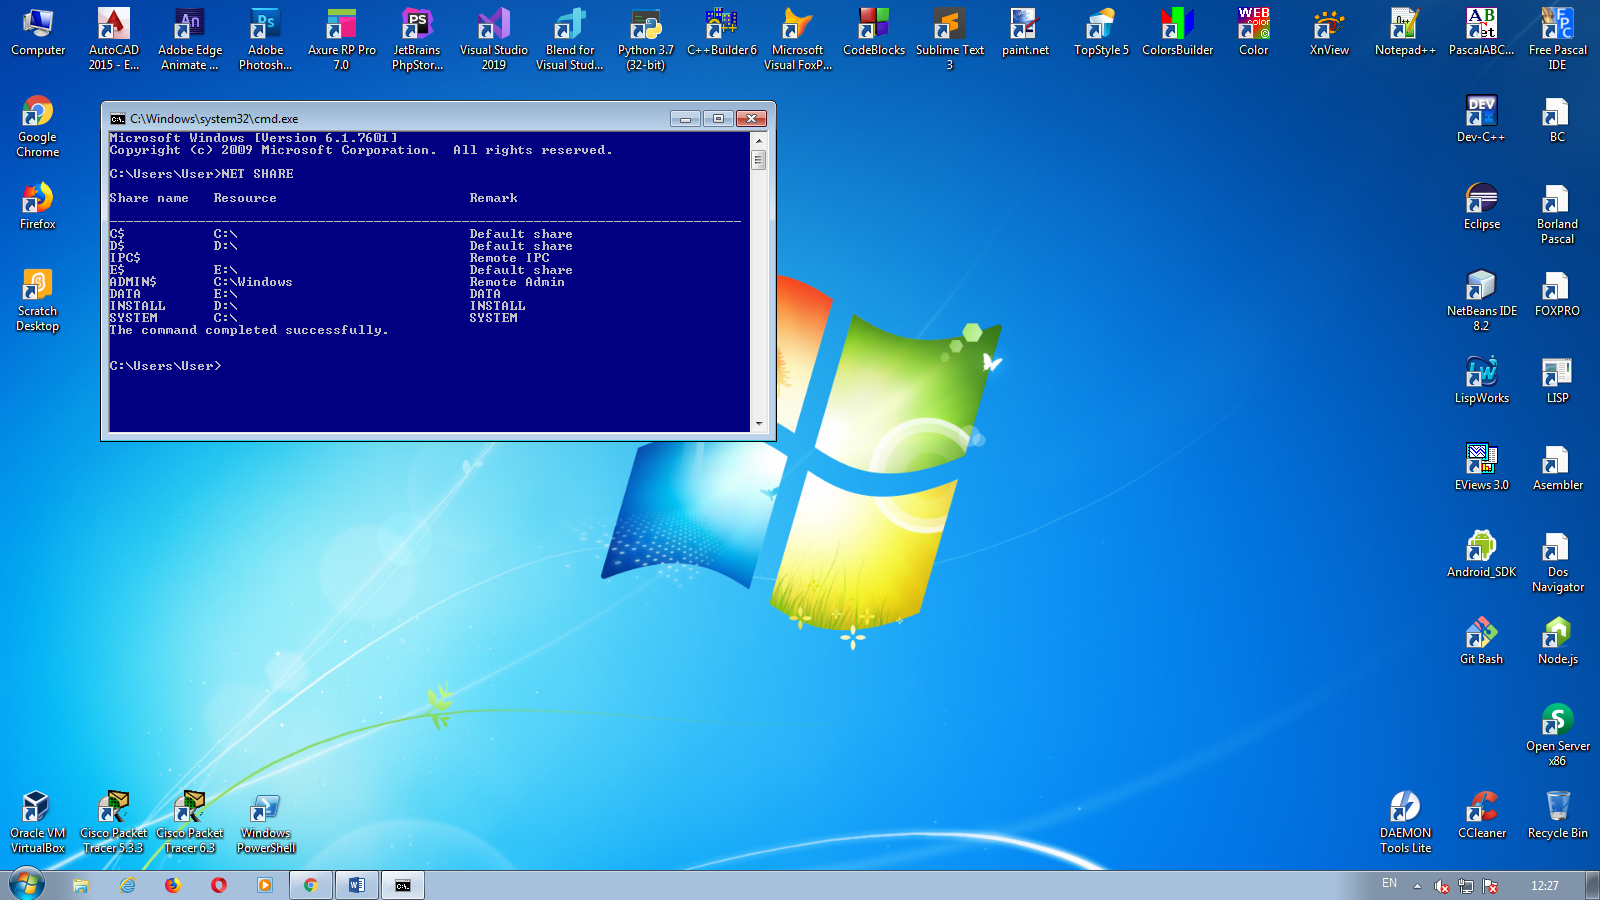 Computer
AutoCAD
2015 - E...
Adobe Edge
Animate ...
Adobe
Photosh...
Axure RP Pro
7.0
JetBrains
PhpStor...
Visual Studio
2019
Blend for
Visual Stud...
Python 3.7
(32-bit)
C++Builder 6
Microsoft
Visual FoxP...
CodeBlocks
Sublime Text
3
paint.net
TopStyle 5
ColorsBuilder
WEB
color
Color
XnView
Notepad++
PascalABC...
Free Pascal
IDE
Google
Chrome
Firefox
Scratch
Desktop
C:\Windows\system32\cmd.exe
Microsoft Windows [Version 6.1.7601]
Copyright (c) 2009 Microsoft Corporation.  All rights reserved.
C:\Users\User>NET SHARE
Share name   Resource                        Remark
-------------------------------------------------------------------------------
C$           C:\                             Default share
D$           D:\                             Default share
IPC$                                         Remote IPC
E$           E:\                             Default share
ADMIN$       C:\Windows                      Remote Admin
DATA         E:\                             DATA
INSTALL      D:\                             INSTALL
SYSTEM       C:\                             SYSTEM
The command completed successfully.
C:\Users\User>
DEV
Dev-C++
BC
Eclipse
Borland
Pascal
NetBeans IDE
8.2
FOXPRO
LispWorks
LISP
EViews 3.0
Asembler
Android_SDK
Dos
Navigator
Git Bash
Node.js
Open Server
x86
Oracle VM
VirtualBox
Cisco Packet
Tracer 5.3.3
Cisco Packet
Tracer 6.3
Windows
PowerShell
DAEMON
Tools Lite
CCleaner
Recycle Bin
EN
12:27